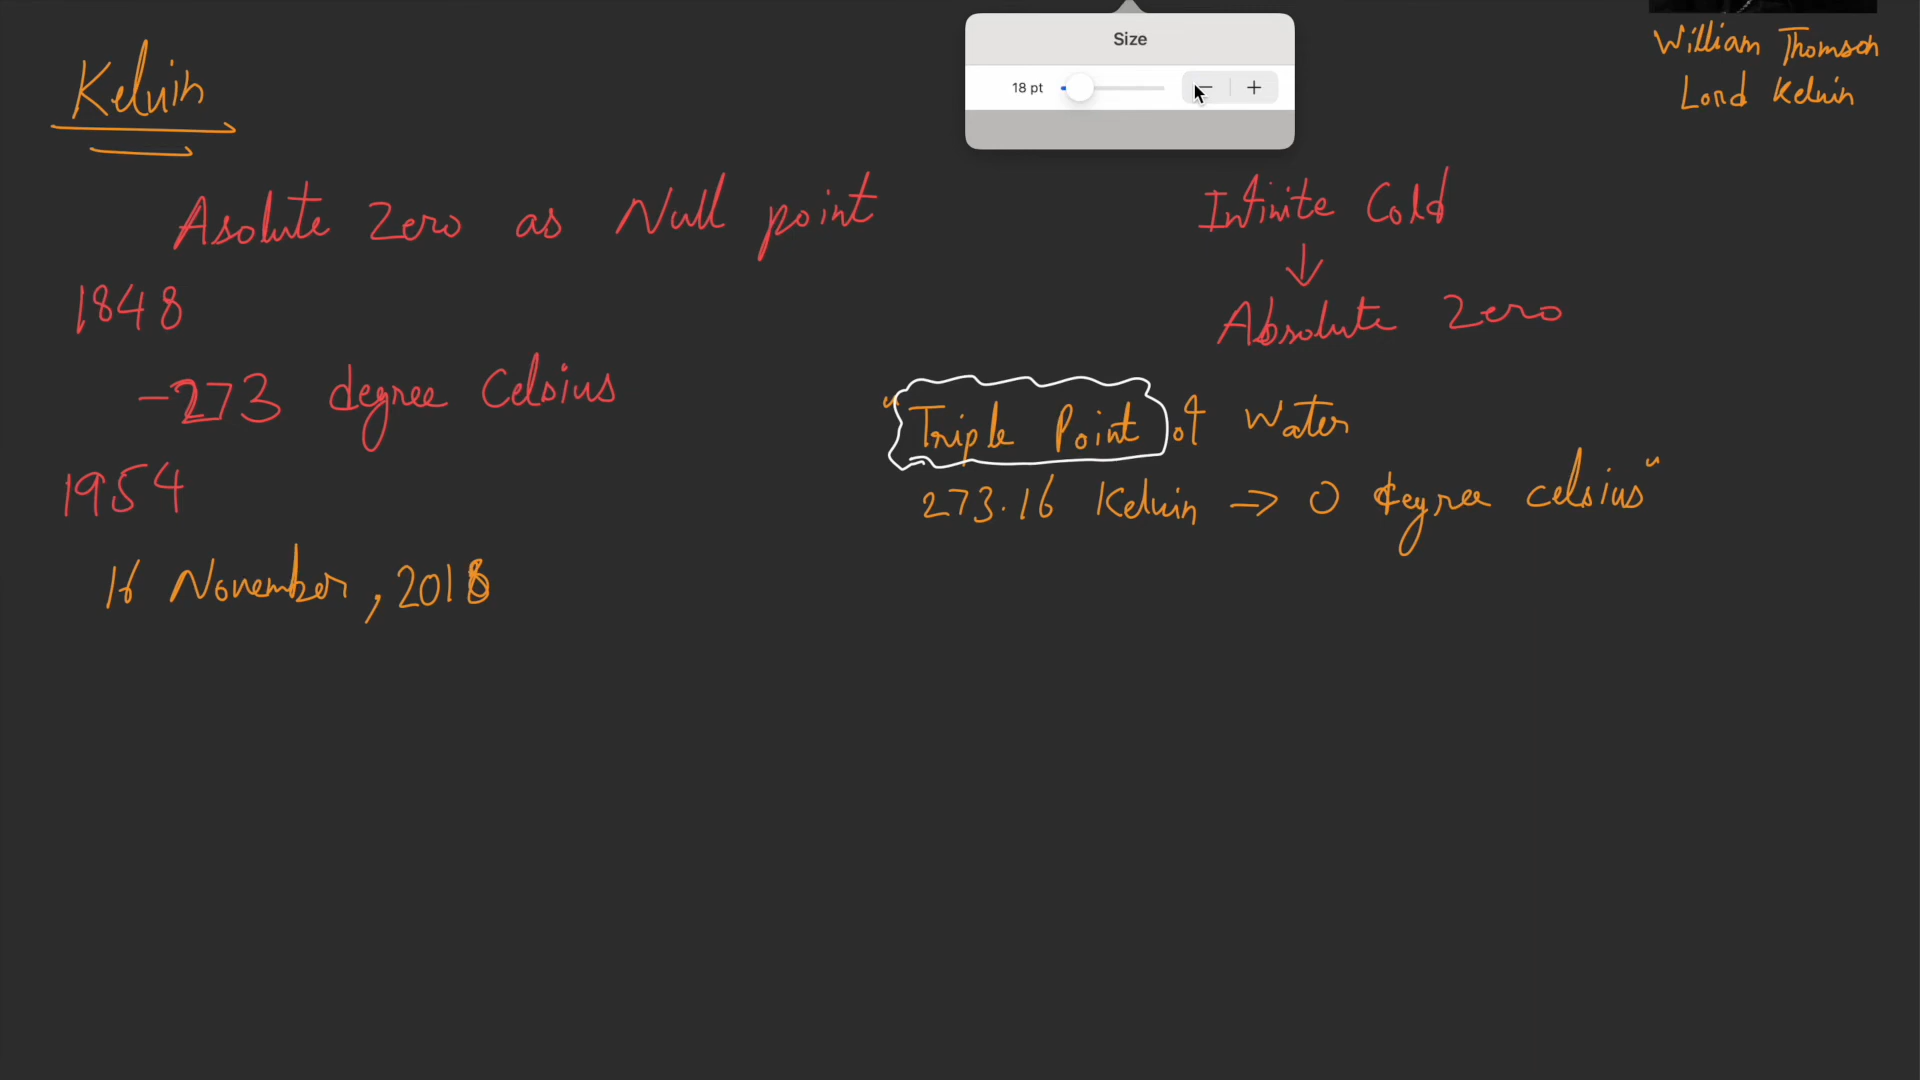 Size
18 pt
William Thomson
Lord Kelvin
Kelvin
Asolute Zero as Null point
Infinite Cold
1848
Absolute Zero
-273 degree Celsius
"Triple Point of Water
1954
273.16 Kelvin → 0 degree celsius"
16 November, 2018